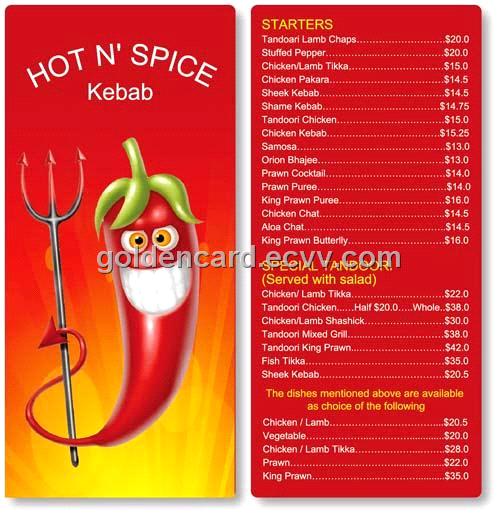 HOT N' SPICE
Kebab
STARTERS
Tandoari Lamb Chaps..............................$20.0
Stuffed Pepper..........................................$20.0
Chicken/Lamb Tikka................................$15.0
Chicken Pakara........................................$14.5
Sheek Kebab............................................$14.5
Shame Kebab.........................................$14.75
Tandoori Chicken.....................................$15.0
Chicken Kebab.......................................$15.25
Samosa....................................................$13.0
Orion Bhajee............................................$13.0
Prawn Cocktail.........................................$14.0
Prawn Puree.............................................$14.0
King Prawn Puree....................................$16.0
Chicken Chat...........................................$14.5
Aloa Chat.................................................$14.5
King Prawn Butterlly................................$16.0
goldencard.ecvv.com
SPECIAL TANDOORI
(Served with salad)
Chicken/ Lamb Tikka..............................$22.0
Tandoori Chicken......Half $20.0.....Whole..$38.0
Chicken/Lamb Shashick.........................$30.0
Tandoori Mixed Grill................................$38.0
Tandoori King Prawn...............................$42.0
Fish Tikka................................................$35.0
Sheek Kebab...........................................$20.5
The dishes mentioned above are available
as choice of the following
Chicken / Lamb.......................................$20.5
Vegetable................................................$20.0
Chicken / Lamb Tikka.............................$28.0
Prawn......................................................$22.0
King Prawn..............................................$35.0